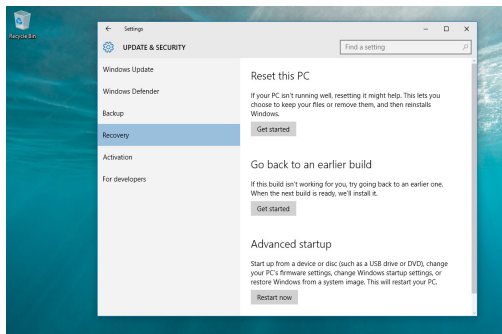 Recycle Bin
Settings
UPDATE & SECURITY
Find a setting
Windows Update
Windows Defender
Backup
Recovery
Activation
For developers
Reset this PC
If your PC isn't running well, resetting it might help. This lets you
choose to keep your files or remove them, and then reinstalls
Windows.
Get started
Go back to an earlier build
If this build isn't working for you, try going back to an earlier one.
When the next build is ready, we'll install it.
Get started
Advanced startup
Start up from a device or disc (such as a USB drive or DVD), change
your PC's firmware settings, change Windows startup settings, or
restore Windows from a system image. This will restart your PC.
Restart now